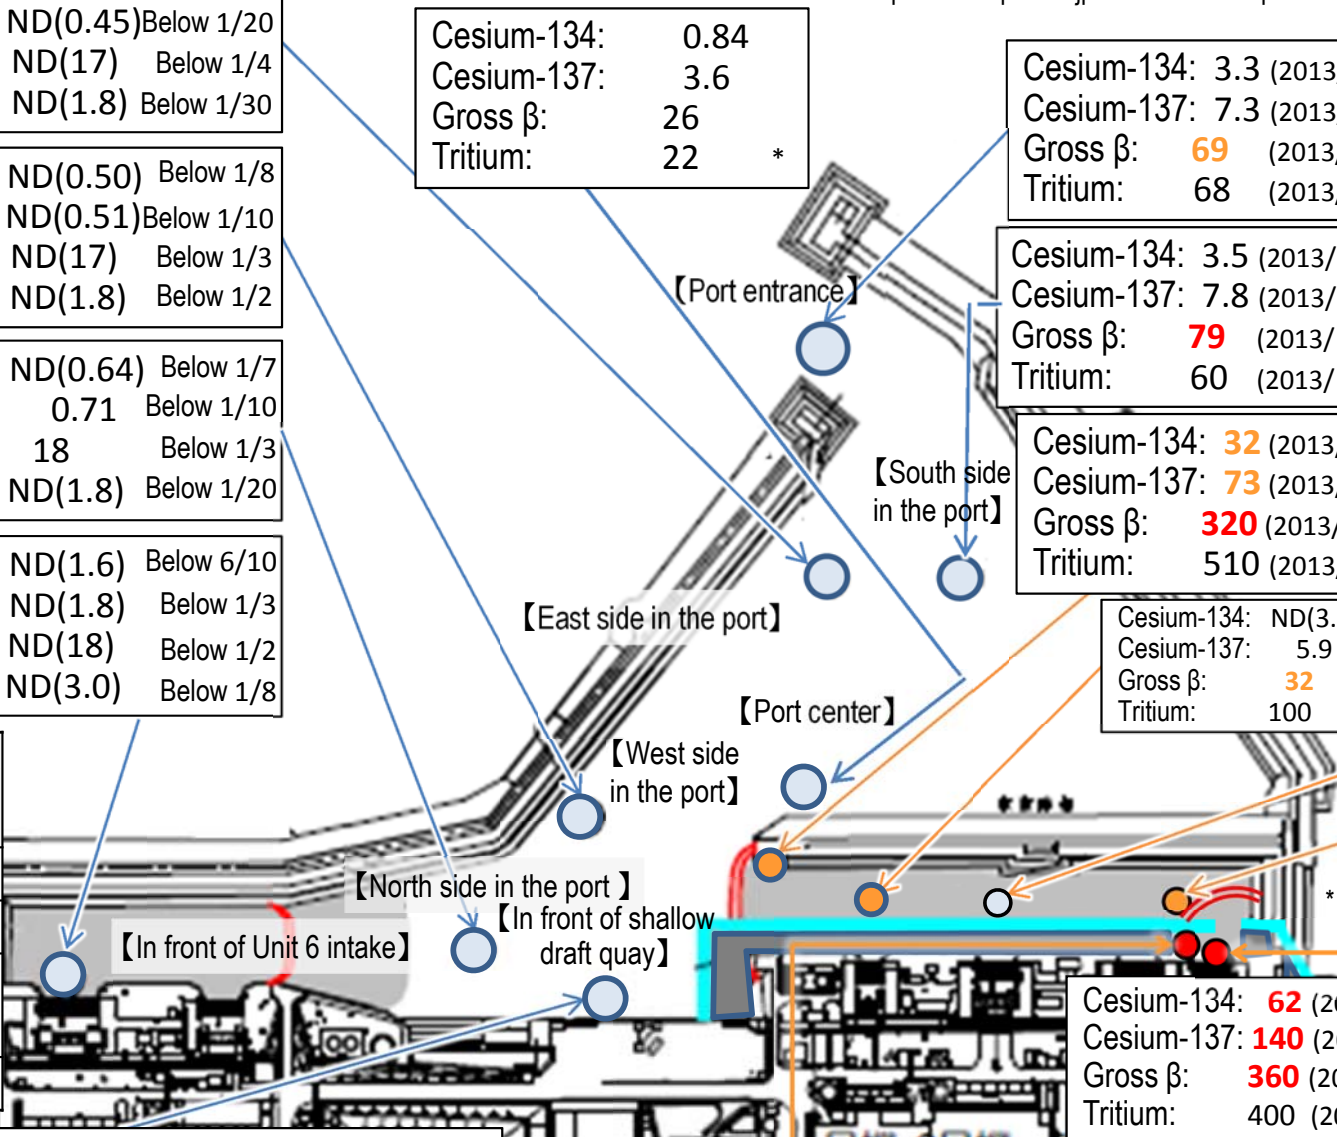 ND(0.45) Below 1/20
ND(17) Below 1/4
ND(1.8) Below 1/30
ND(0.50) Below 1/8
ND(0.51) Below 1/10
ND(17) Below 1/3
ND(1.8) Below 1/2
ND(0.64) Below 1/7
0.71 Below 1/10
18 Below 1/3
ND(1.8) Below 1/20
ND(1.6) Below 6/10
ND(1.8) Below 1/3
ND(18) Below 1/2
ND(3.0) Below 1/8
Cesium-134: 0.84
Cesium-137: 3.6
Gross β: 26
Tritium: 22 *
Cesium-134: 3.3 (2013/
Cesium-137: 7.3 (2013/
Gross β: 69 (2013/
Tritium: 68 (2013/
Cesium-134: 3.5 (2013/
Cesium-137: 7.8 (2013/
Gross β: 79 (2013/
Tritium: 60 (2013/
Cesium-134: 32 (2013/
Cesium-137: 73 (2013/
Gross β: 320 (2013/
Tritium: 510 (2013/
Cesium-134: ND(3.
Cesium-137: 5.9
Gross β: 32
Tritium: 100
【Port entrance】
【South side
in the port】
【East side in the port】
【Port center】
【West side
in the port】
【North side in the port 】
【In front of shallow
draft quay】
【In front of Unit 6 intake】
*
Cesium-134: 62 (20
Cesium-137: 140 (20
Gross β: 360 (20
Tritium: 400 (20